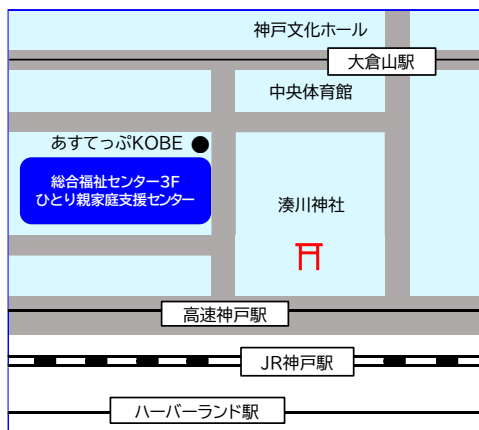 神戸文化ホール
大倉山駅
中央体育館
あすてっぷKOBE
総合福祉センター3F
ひとり親家庭支援センター
湊川神社
高速神戸駅
JR神戸駅
ハーバーランド駅